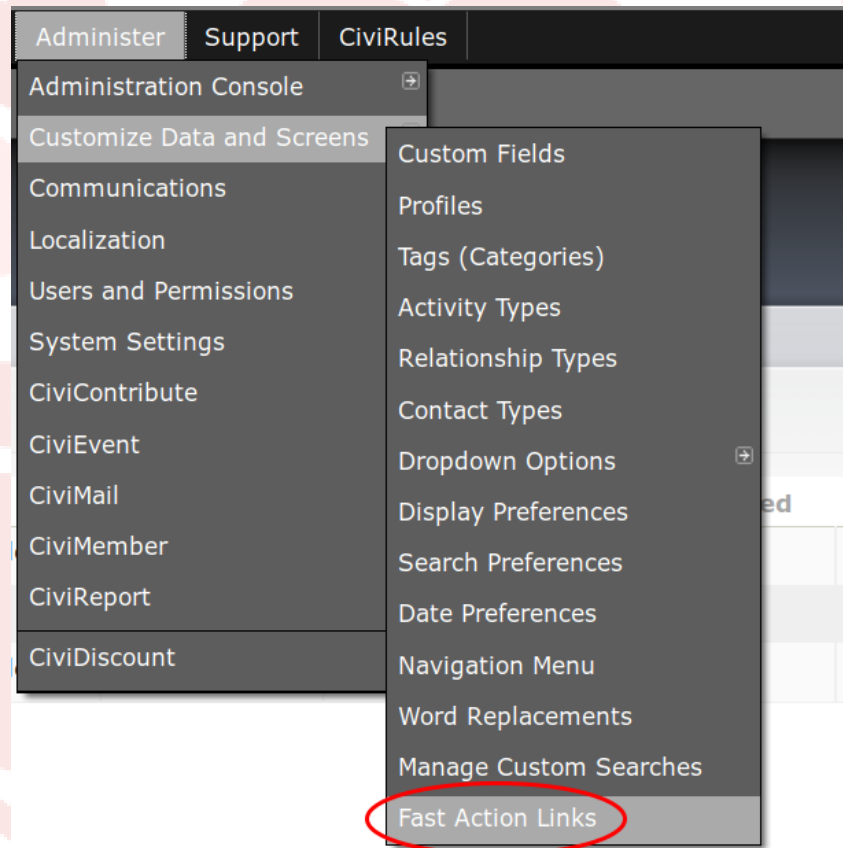 Administer Support CiviRules
Administration Console
Customize Data and Screens
Communications
Localization
Users and Permissions
System Settings
CiviContribute
CiviEvent
CiviMail
CiviMember
CiviReport
CiviDiscount
Custom Fields
Profiles
Tags (Categories)
Activity Types
Relationship Types
Contact Types
Dropdown Options
Display Preferences
Search Preferences
Date Preferences
Navigation Menu
Word Replacements
Manage Custom Searches
Fast Action Links
ed